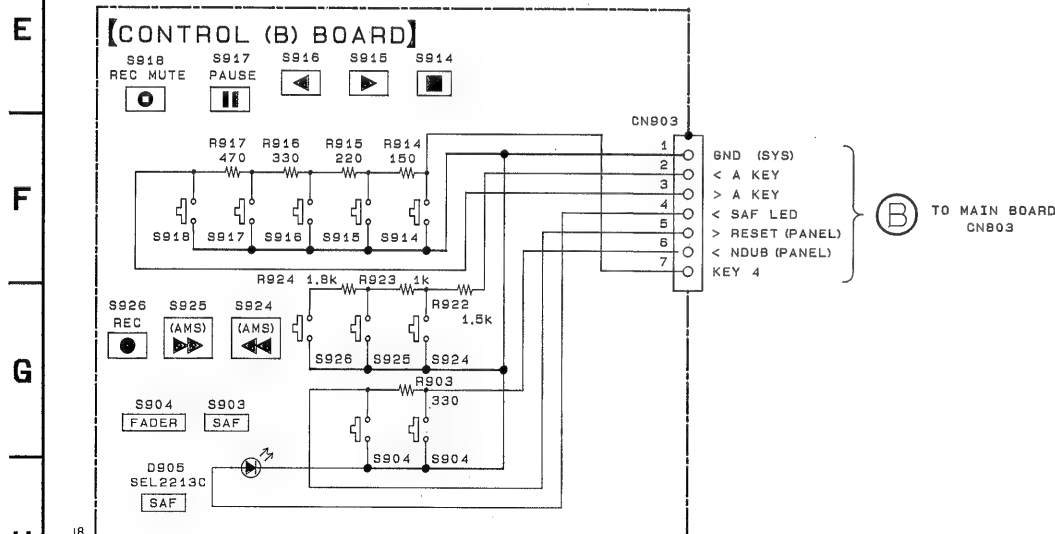 E
【CONTROL (B) BOARD】
S918
REC MUTE
S917
PAUSE
S916
S915
S914
CN903
R917
470
R916
330
R915
220
R914
150
1
GND (SYS)
2
< A KEY
3
> A KEY
4
< SAF LED
5
> RESET (PANEL)
6
< NDUB (PANEL)
7
KEY 4
B
TO MAIN BOARD
CN803
F
S918
S917
S916
S915
S914
R924 1.8k
R923
1k
R922
1.5k
S926
REC
S925
(AMS)
S924
(AMS)
S926
S925
S924
G
R903
330
S904
FADER
S903
SAF
S904
S904
D905
SEL2213C
SAF